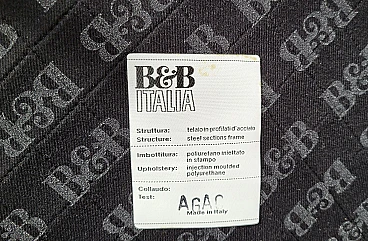 B&B
ITALIA
Struttura: telaio in profilati d'acciaio
Structure: steel sections frame
Imbottitura: poliuretano iniettato
in stampo
Upholstery: injection moulded
polyurethane
Collaudo:
Test:
Made in Italy